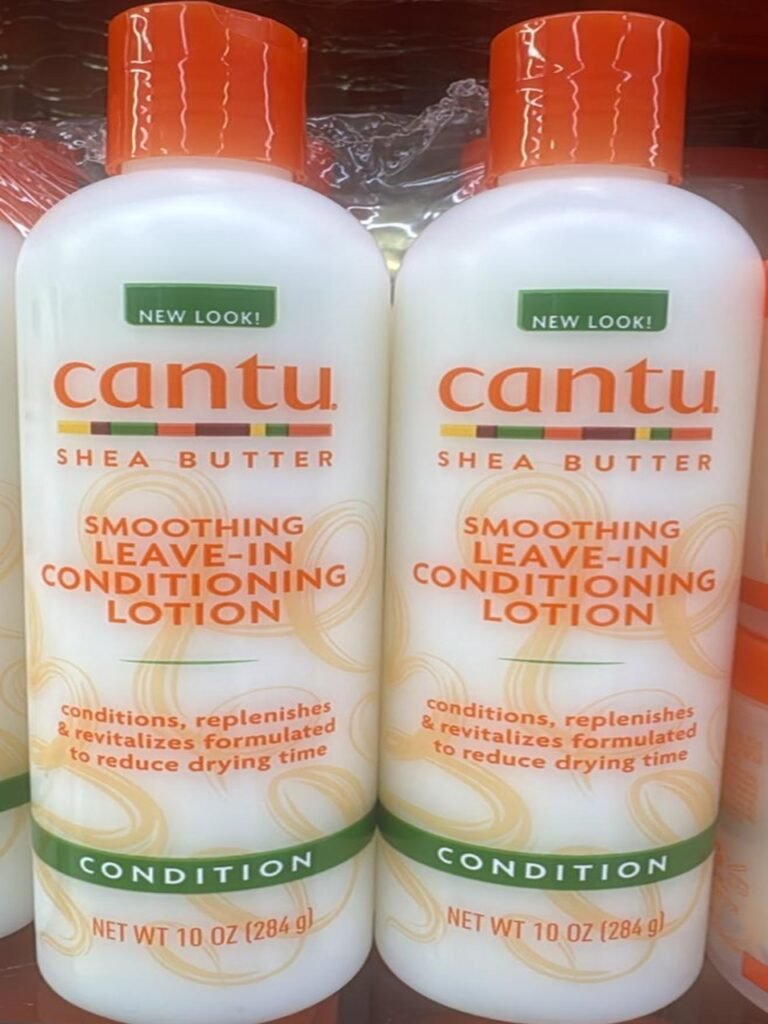 NEW LOOK!
cantu
SHEA BUTTER
SMOOTHING
LEAVE-IN
CONDITIONING
LOTION
conditions, replenishes
& revitalizes formulated
to reduce drying time
CONDITION
NET WT 10 OZ (284 g)
NEW LOOK!
cantu
SHEA BUTTER
SMOOTHING
LEAVE-IN
CONDITIONING
LOTION
conditions, replenishes
& revitalizes formulated
to reduce drying time
CONDITION
NET WT 10 OZ (284 g)